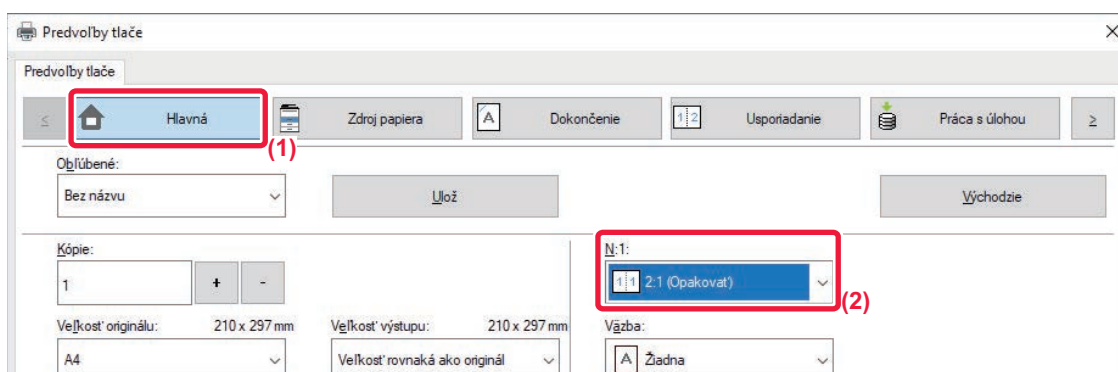 Predvoľby tlače
Predvoľby tlače
< Hlavná Zdroj papiera Dokončenie Usporiadanie Práca s úlohou >
(1)
Obľúbené:
Bez názvu Ulož Východzie
Kópie: N:1:
1 + - 2:1 (Opakovať)
(2)
Veľkosť originálu: 210 x 297 mm Veľkosť výstupu: 210 x 297 mm Väzba:
A4 Veľkosť rovnaká ako originál Žiadna